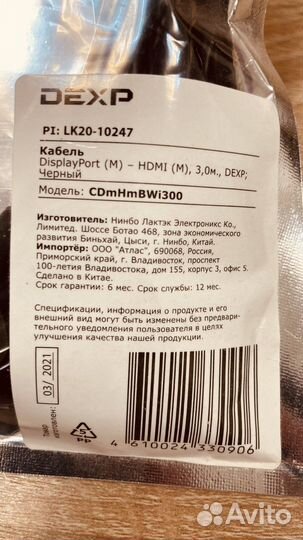 DEXP
PI: LK20-10247
Кабель
DisplayPort (M) – HDMI (M), 3,0м., DEXP;
Черный
Модель: CDmHmBWi300
Изготовитель: Нинбо Лактэк Электроникс Ко.,
Лимитед. Шоссе Ботао 468, зона экономического
развития Биньхай, Цыси, г. Нинбо, Китай.
Импортёр: ООО "Атлас", 690068, Россия,
Приморский край, г. Владивосток, проспект
100-летия Владивостока, дом 155, корпус 3, офис 5.
Сделано в Китае.
Срок гарантии: 6 мес. Срок службы: 12 мес.
Спецификации, информация о продукте и его
внешний вид могут быть изменены без предвари-
тельного уведомления пользователя в целях
улучшения качества нашей продукции.
03/ 2021
изготовлен:
5
PP
4 610024 330906
Avito